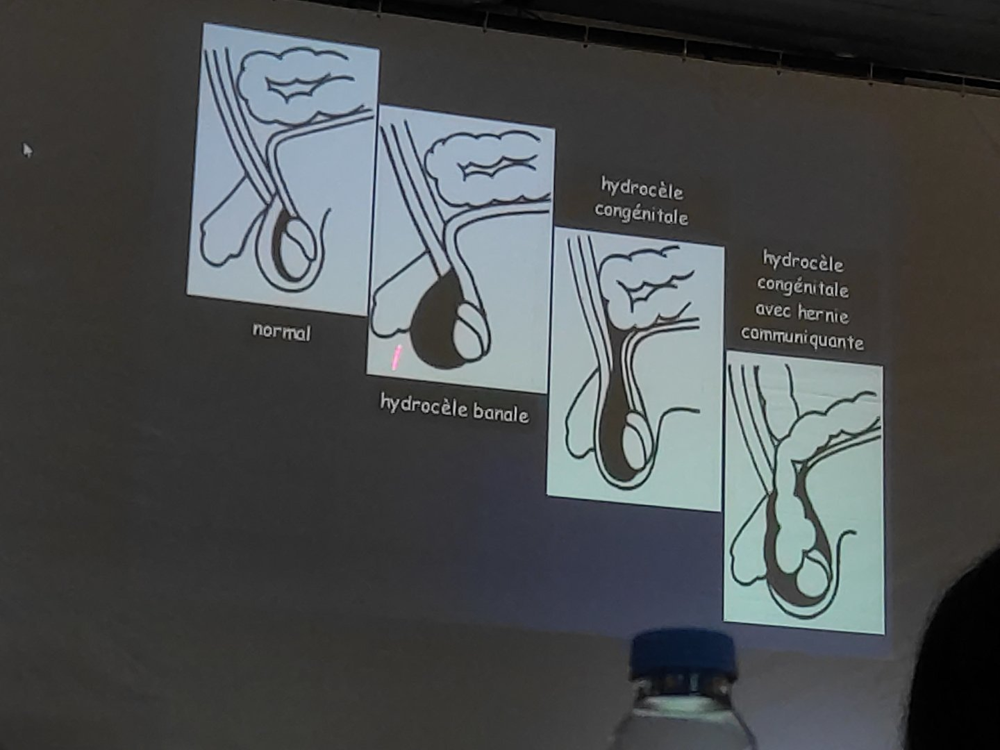 normal
hydrocèle banale
hydrocèle
congénitale
hydrocèle
congénitale
avec hernie
communiquante